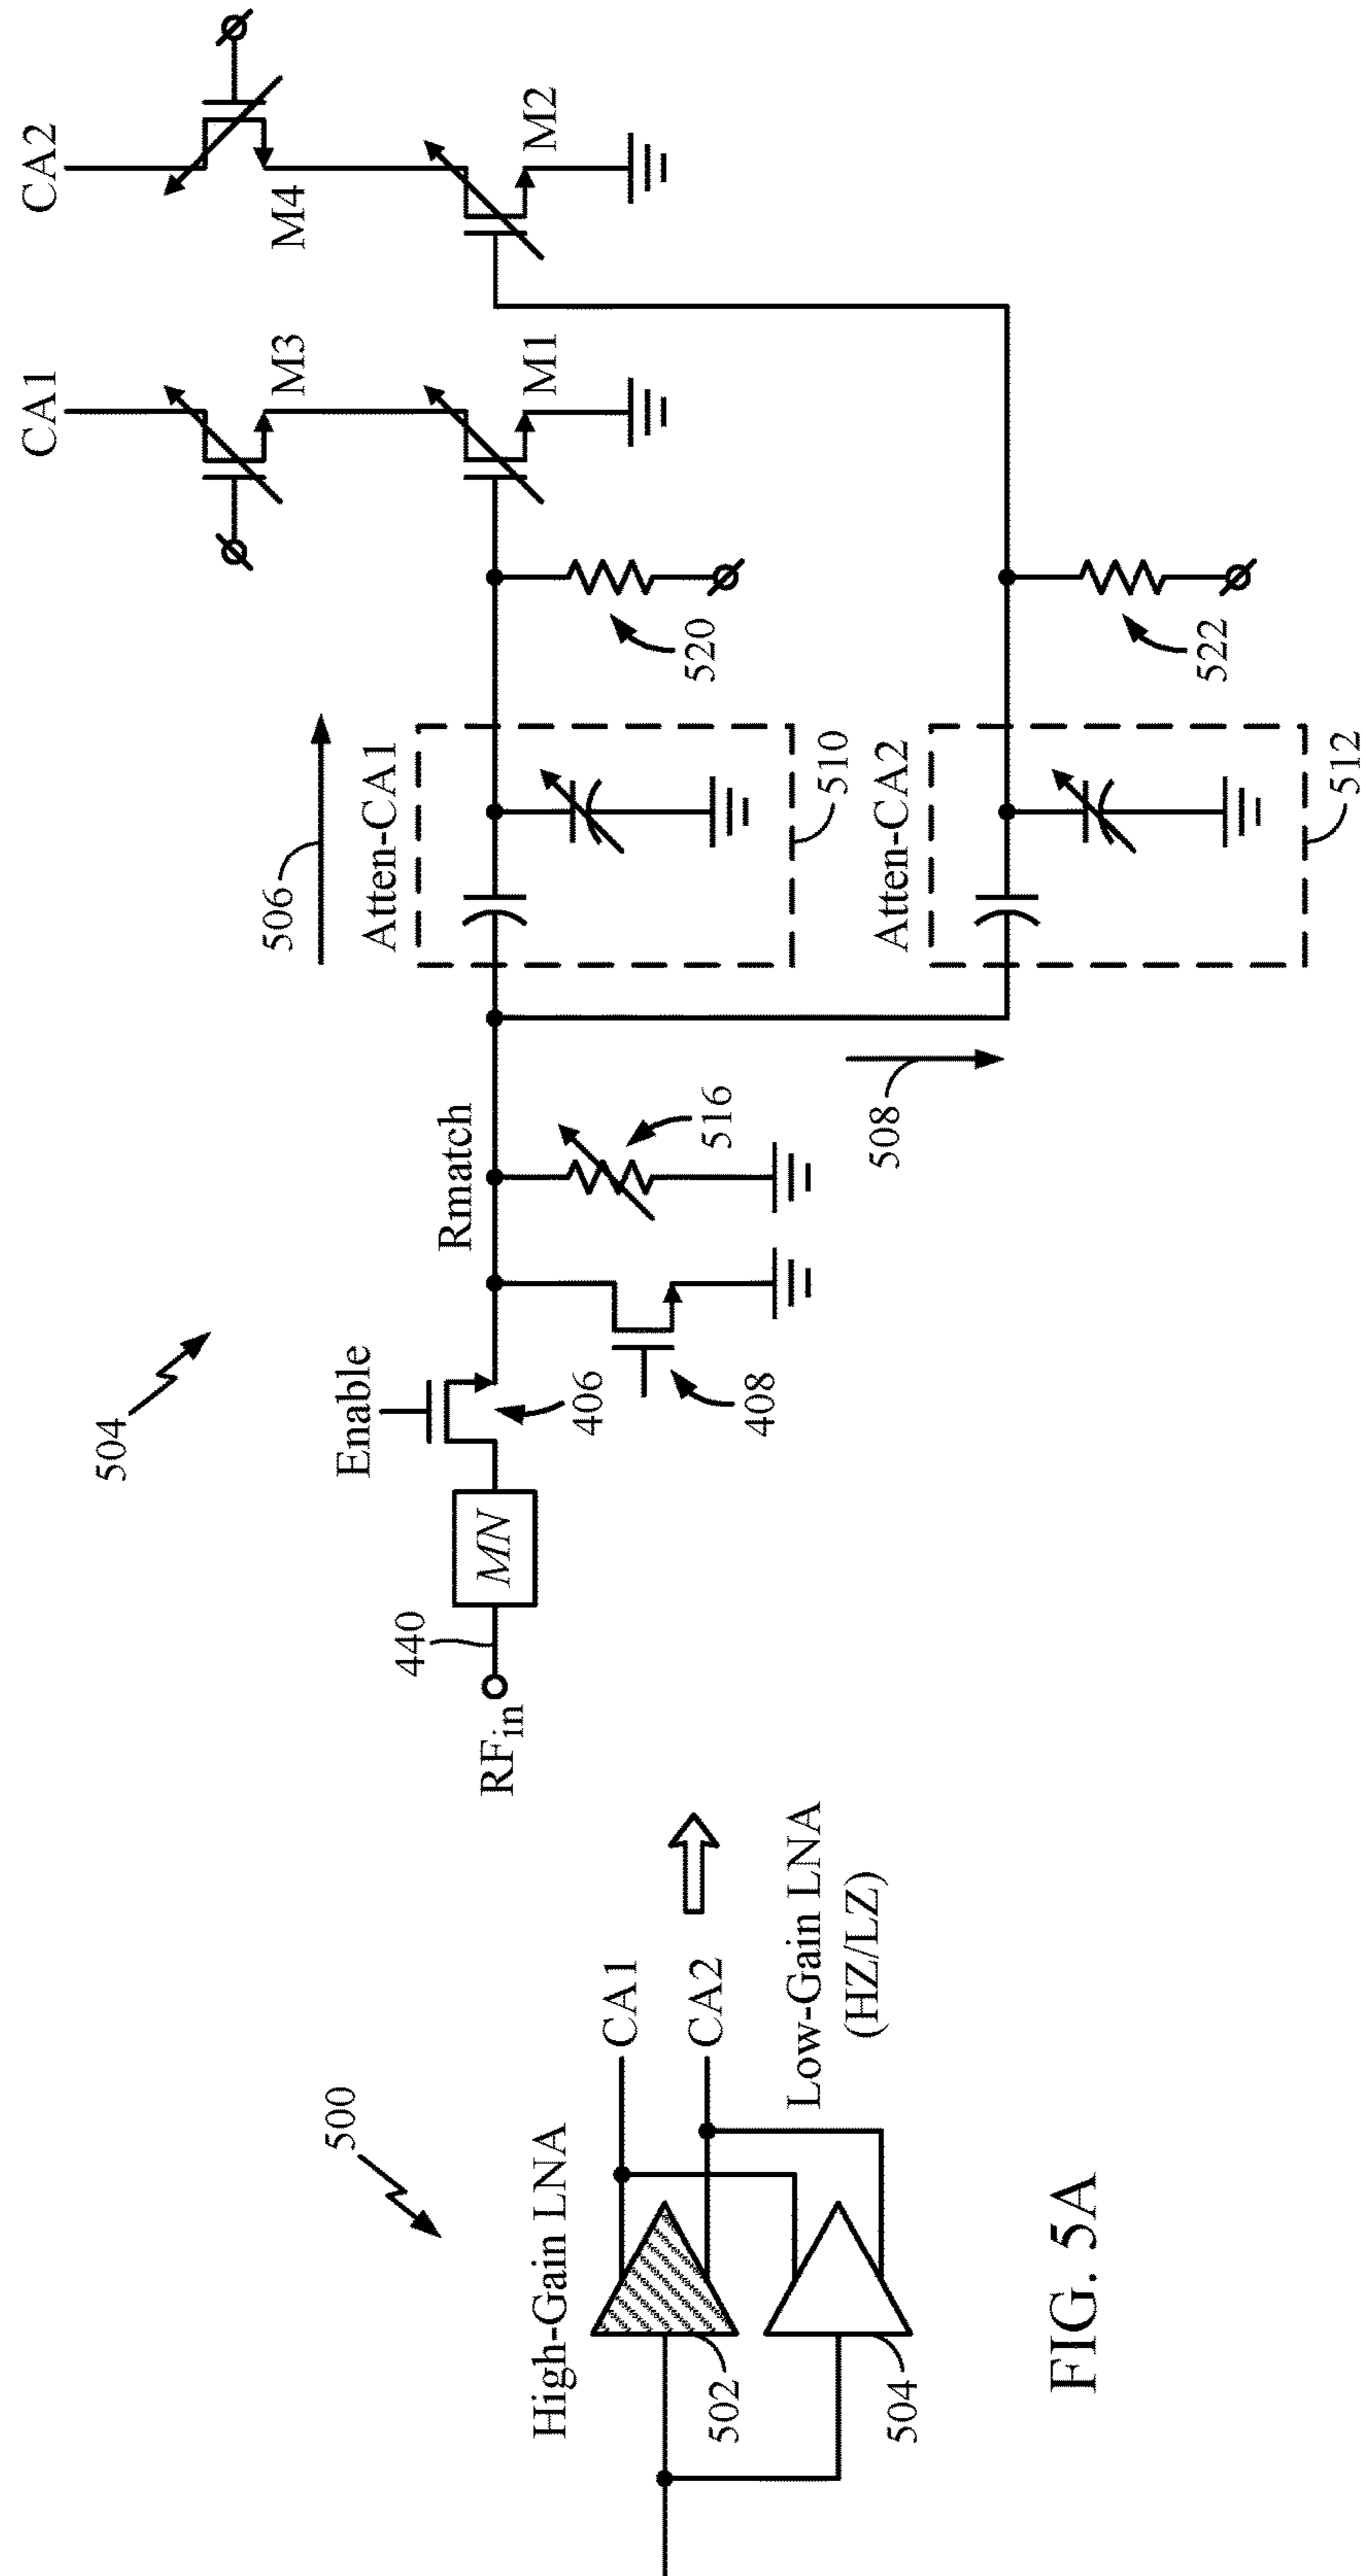 500
High-Gain LNA
502
504
CA1
CA2
Low-Gain LNA
(HZ/LZ)
504
RFin
440
MN
Enable
406
408
Rmatch
516
506
508
Atten-CA1
510
Atten-CA2
512
520
522
CA1
M3
M1
CA2
M4
M2
FIG. 5A